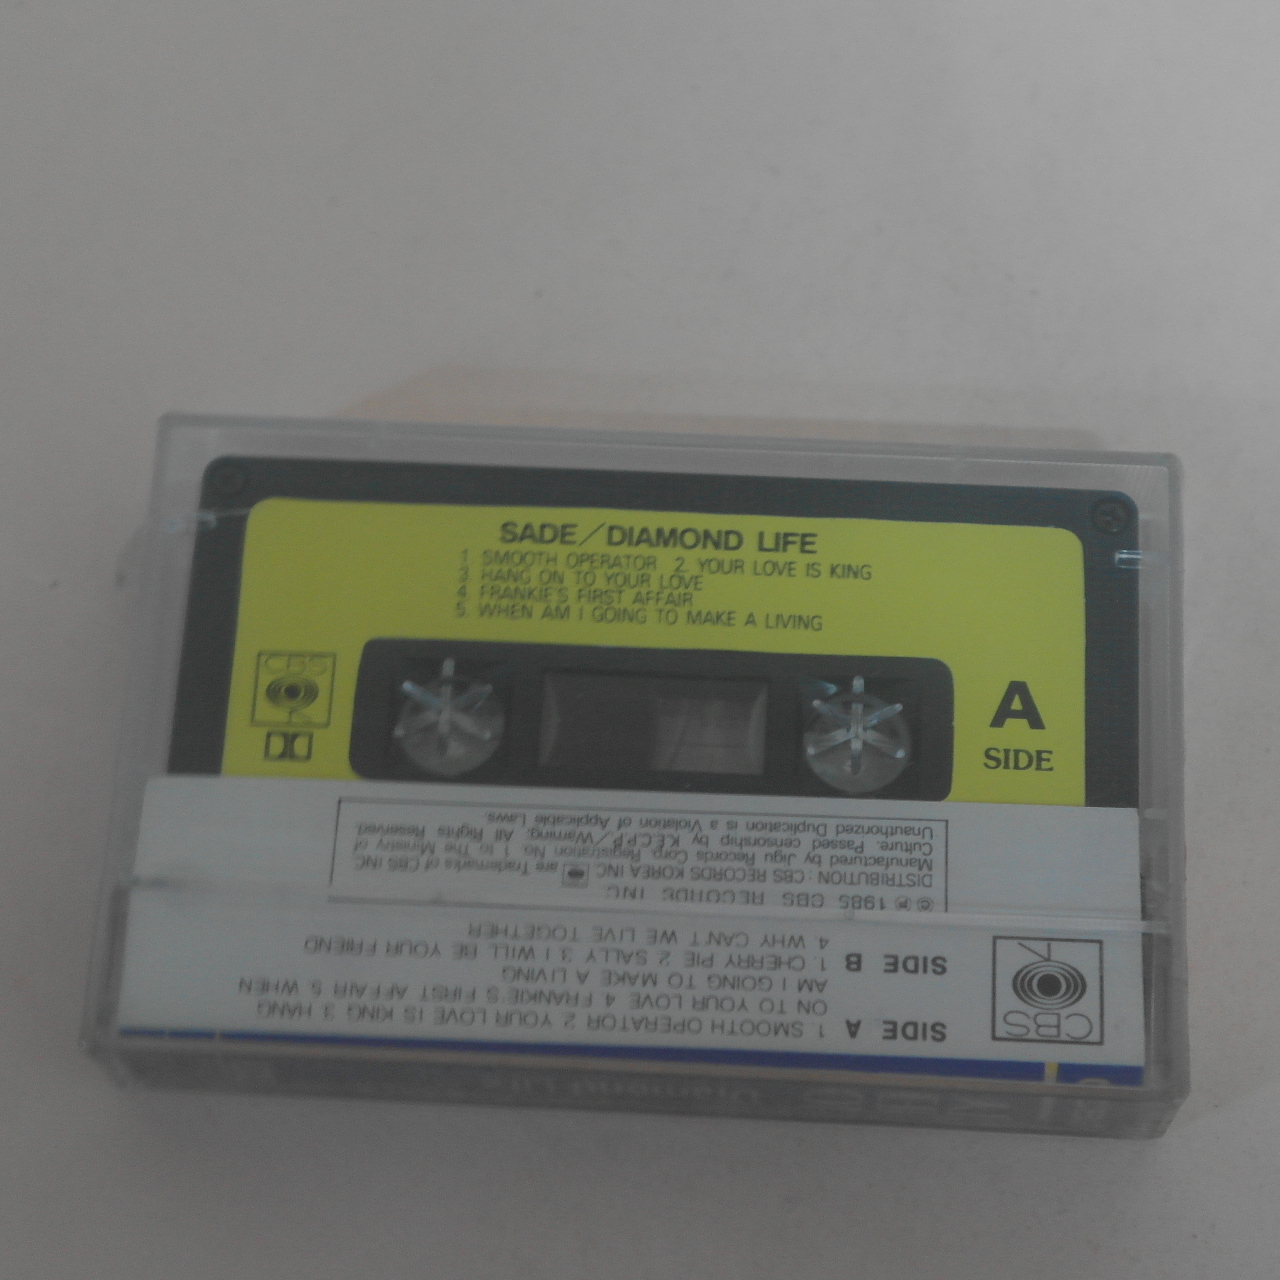 SADE/DIAMOND LIFE
1. SMOOTH OPERATOR 2. YOUR LOVE IS KING
3. HANG ON TO YOUR LOVE
4. FRANKIE'S FIRST AFFAIR
5. WHEN AM I GOING TO MAKE A LIVING
CBS
A
SIDE
CBS
SIDE A 1. SMOOTH OPERATOR 2. YOUR LOVE IS KING 3. HANG
ON TO YOUR LOVE 4. FRANKIE'S FIRST AFFAIR 5. WHEN
AM I GOING TO MAKE A LIVING
SIDE B 1. CHERRY PIE 2. SALLY 3. I WILL BE YOUR FRIEND
4. WHY CAN'T WE LIVE TOGETHER
© ℗ 1985 CBS RECORDS INC.
DISTRIBUTION : CBS RECORDS KOREA INC. are Trademarks of CBS INC.
Manufactured by Jigu Records Corp. Registration No. 1 to The Ministry of
Culture. Passed censorship by K.E.C.P.P./Warning: All Rights Reserved.
Unauthorized Duplication is a Violation of Applicable Laws.
Diamond Life